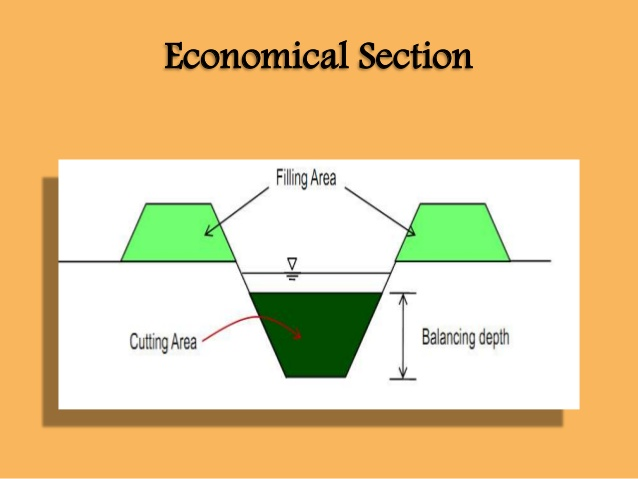 Economical Section
Filling Area
Cutting Area
Balancing depth